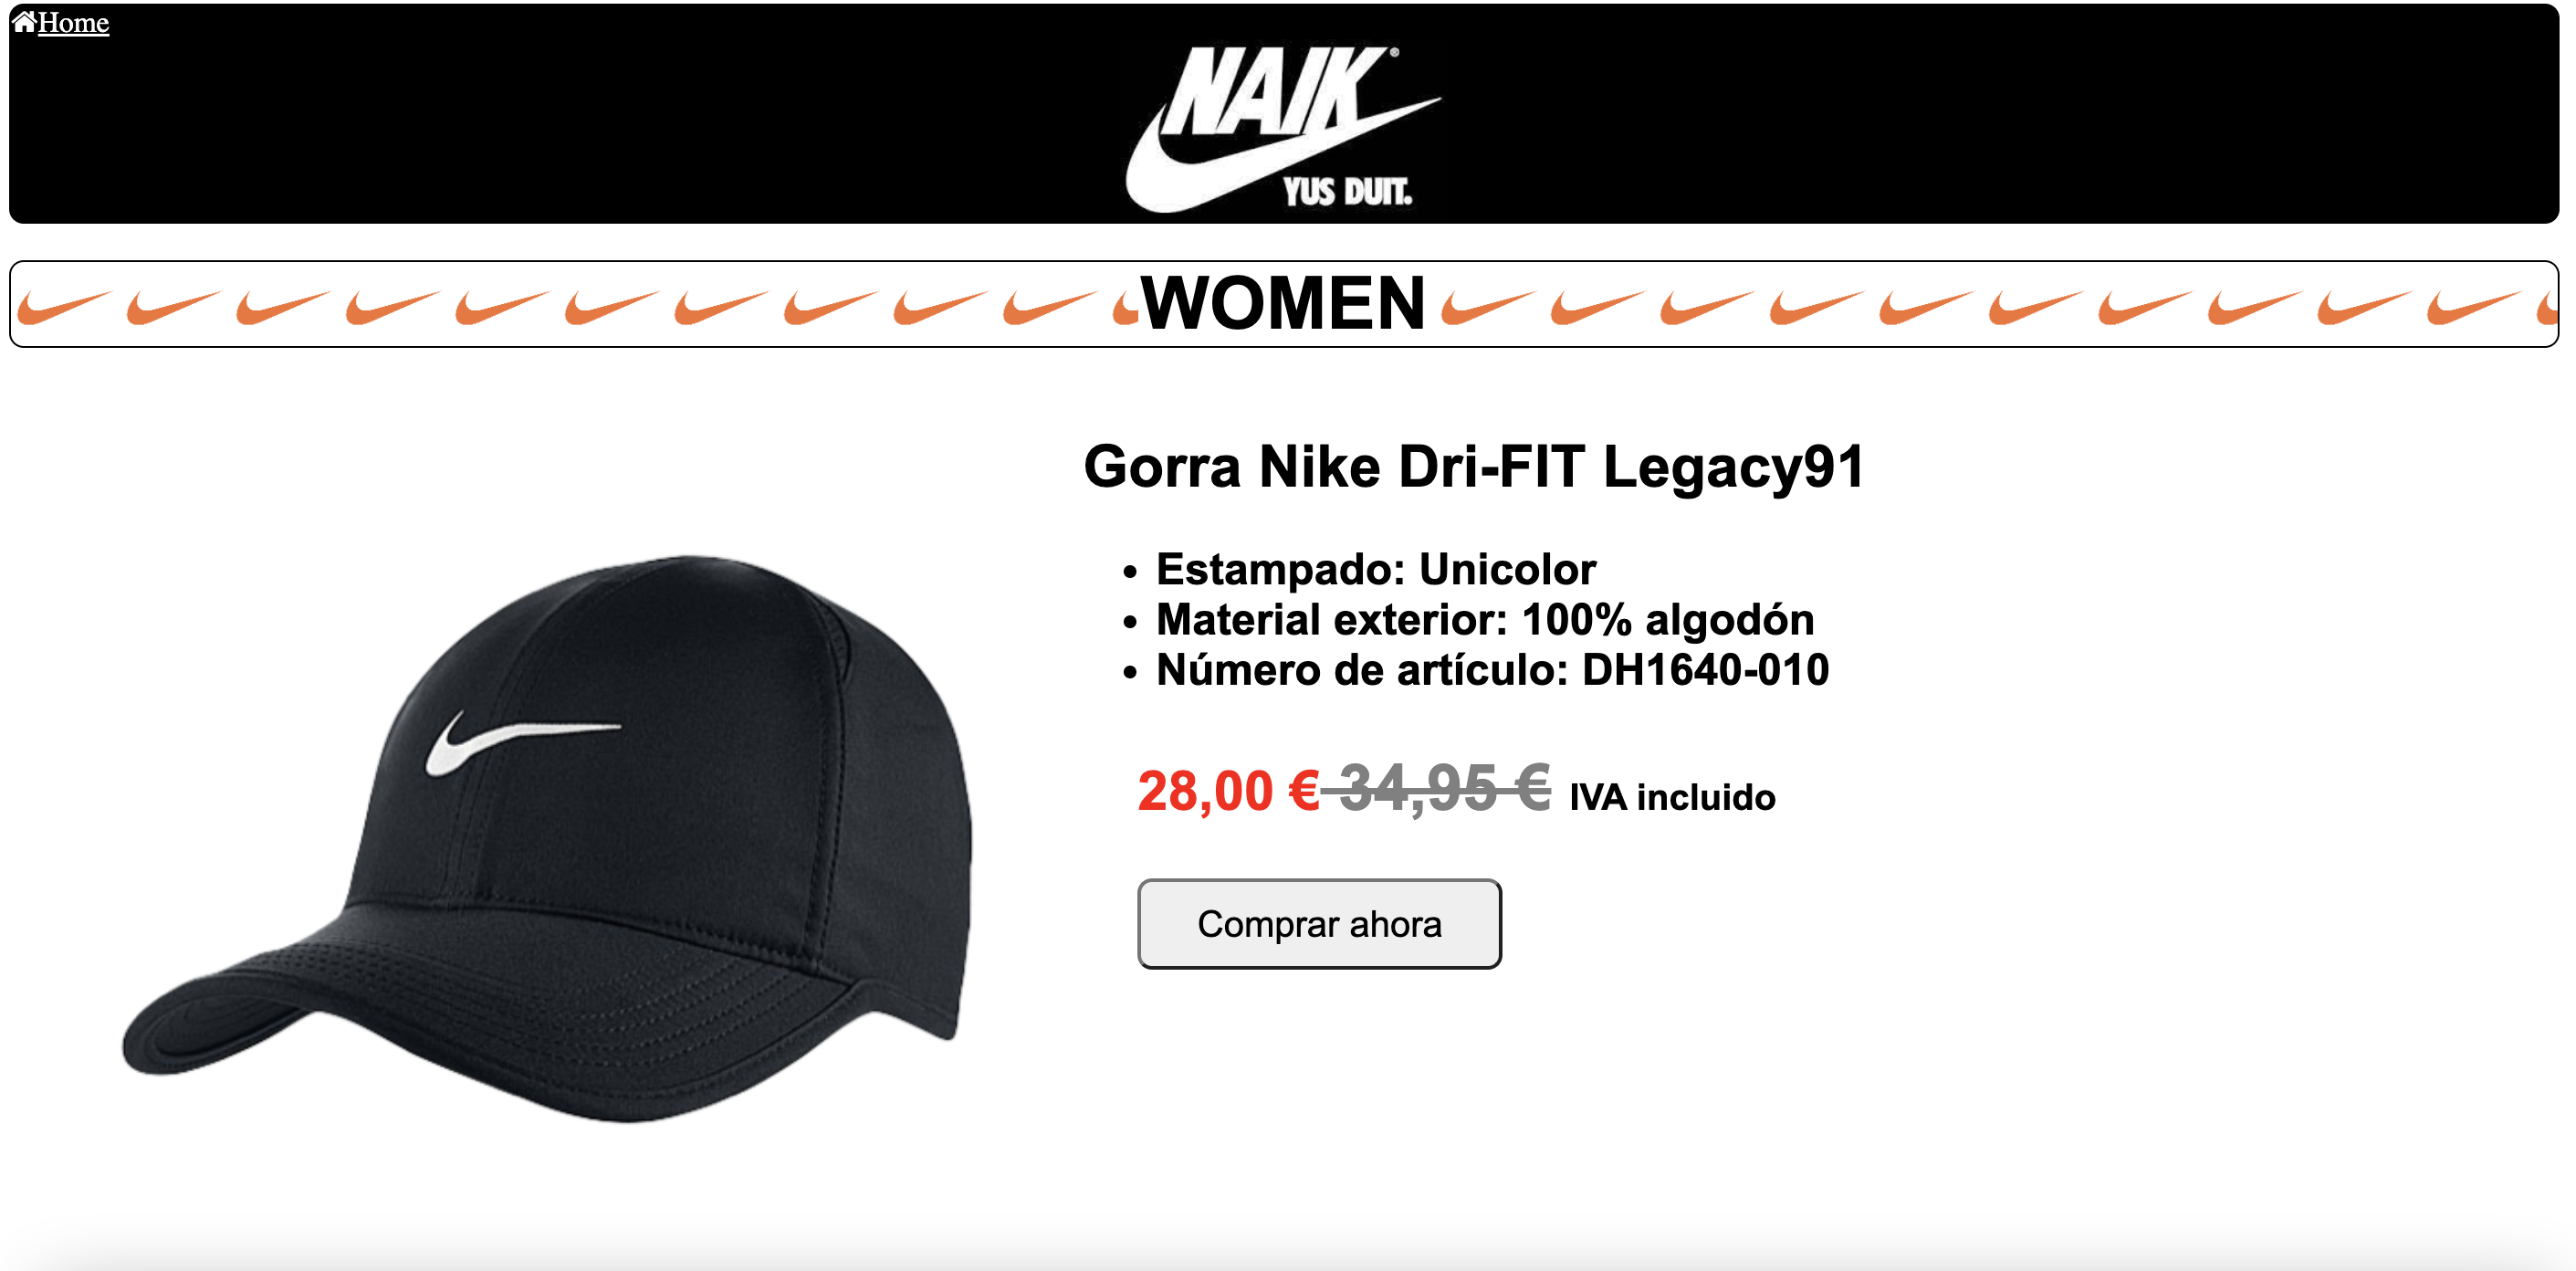 Home
NAIK®
YUS DUIT.
WOMEN
Gorra Nike Dri-FIT Legacy91
• Estampado: Unicolor
• Material exterior: 100% algodón
• Número de artículo: DH1640-010
28,00 € 34,95 € IVA incluido
Comprar ahora